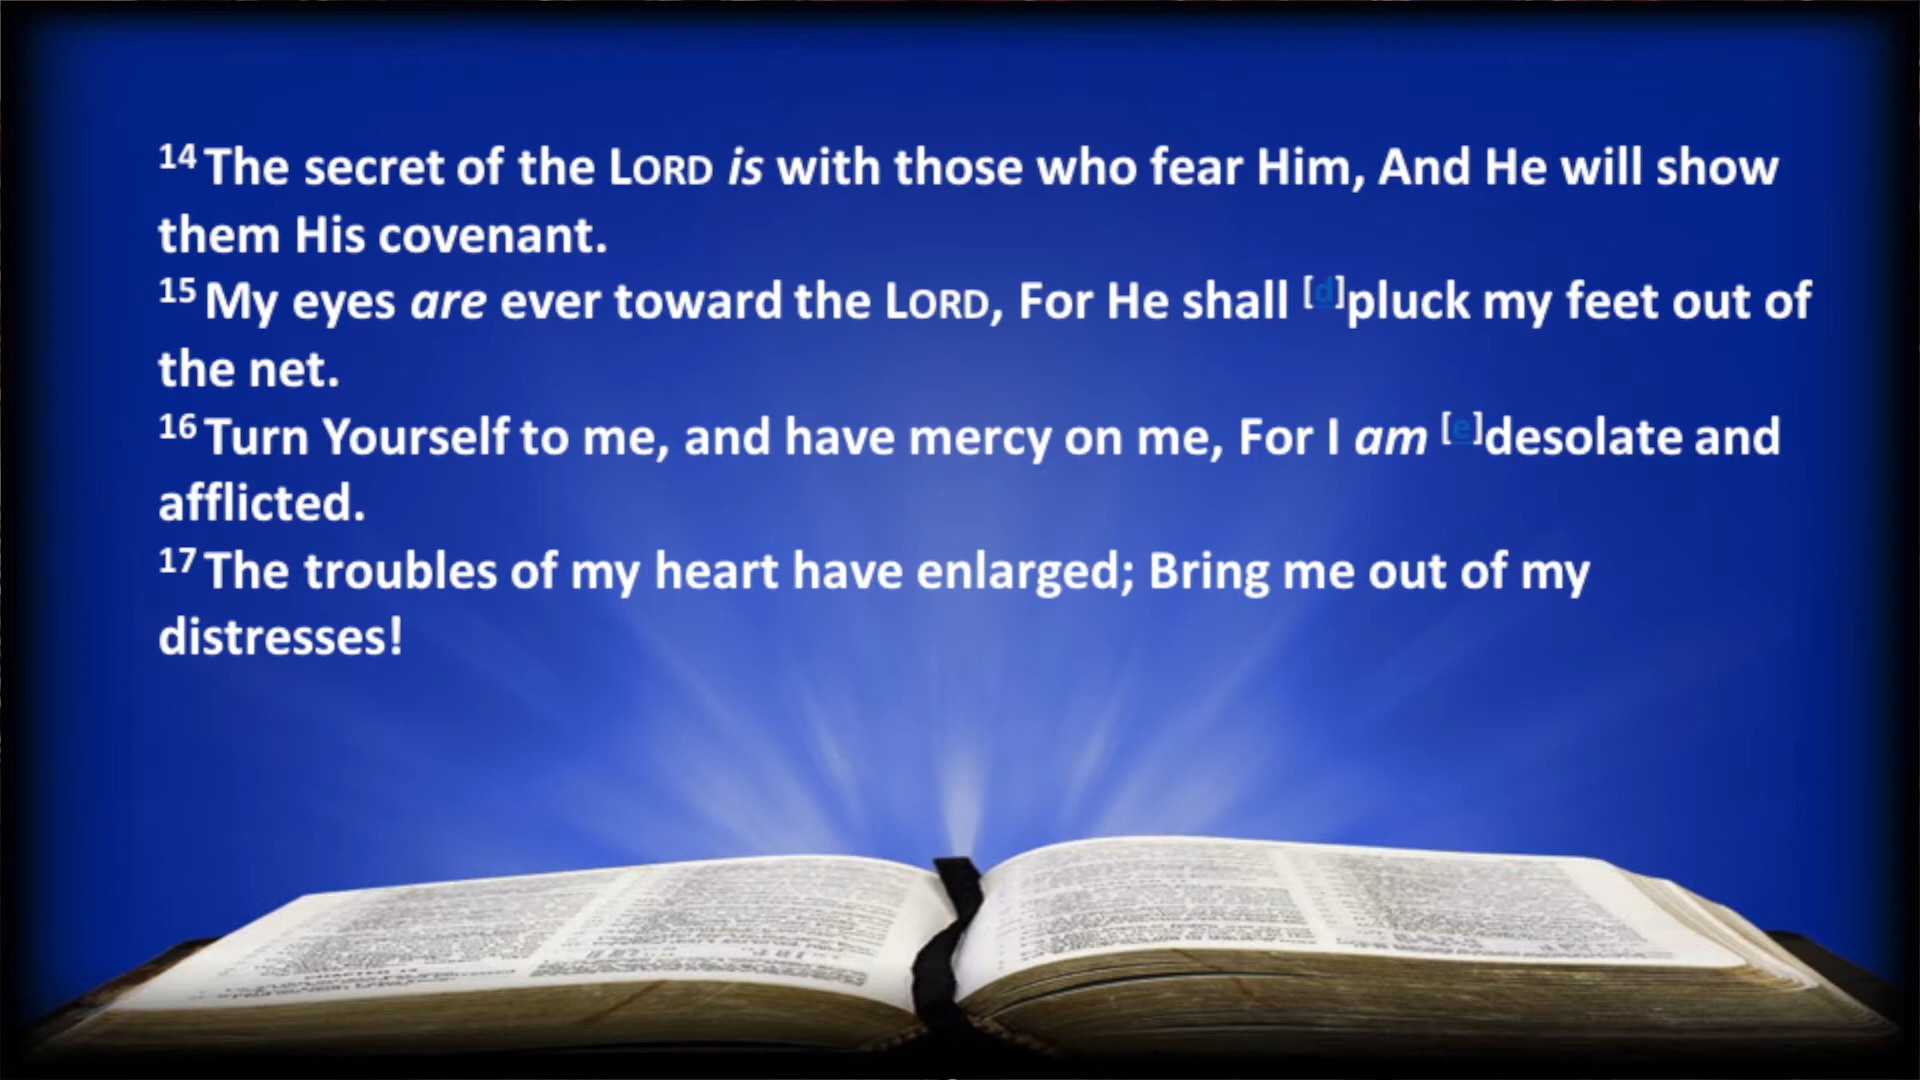 14 The secret of the LORD is with those who fear Him, And He will show
them His covenant.
15 My eyes are ever toward the LORD, For He shall [d]pluck my feet out of
the net.
16 Turn Yourself to me, and have mercy on me, For I am [e]desolate and
afflicted.
17 The troubles of my heart have enlarged; Bring me out of my
distresses!